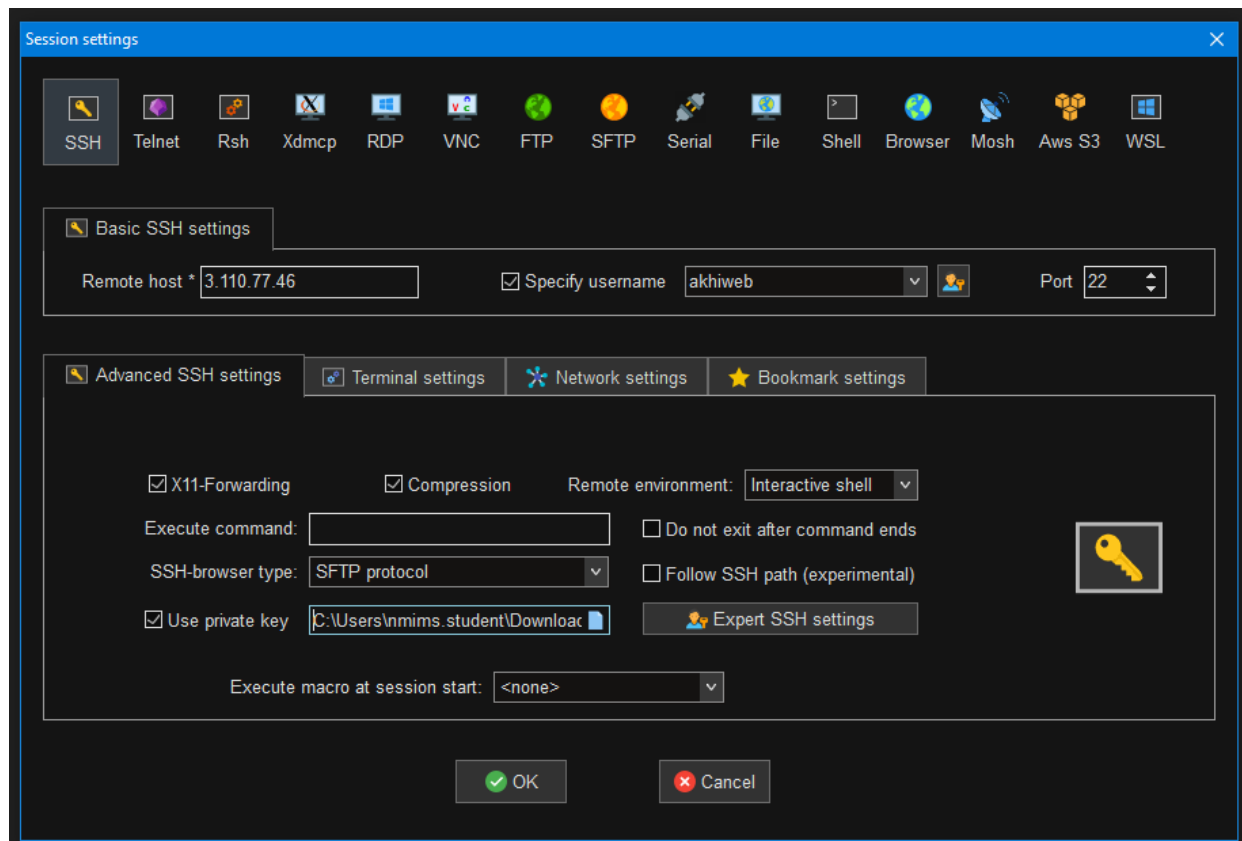 Session settings
SSH Telnet Rsh Xdmcp RDP VNC FTP SFTP Serial File Shell Browser Mosh Aws S3 WSL
Basic SSH settings
Remote host * 3.110.77.46 Specify username akhiweb Port 22
Advanced SSH settings Terminal settings Network settings Bookmark settings
X11-Forwarding Compression Remote environment: Interactive shell
Execute command: Do not exit after command ends
SSH-browser type: SFTP protocol Follow SSH path (experimental)
Use private key C:\Users\nmims.student\Downloac Expert SSH settings
Execute macro at session start: <none>
OK Cancel